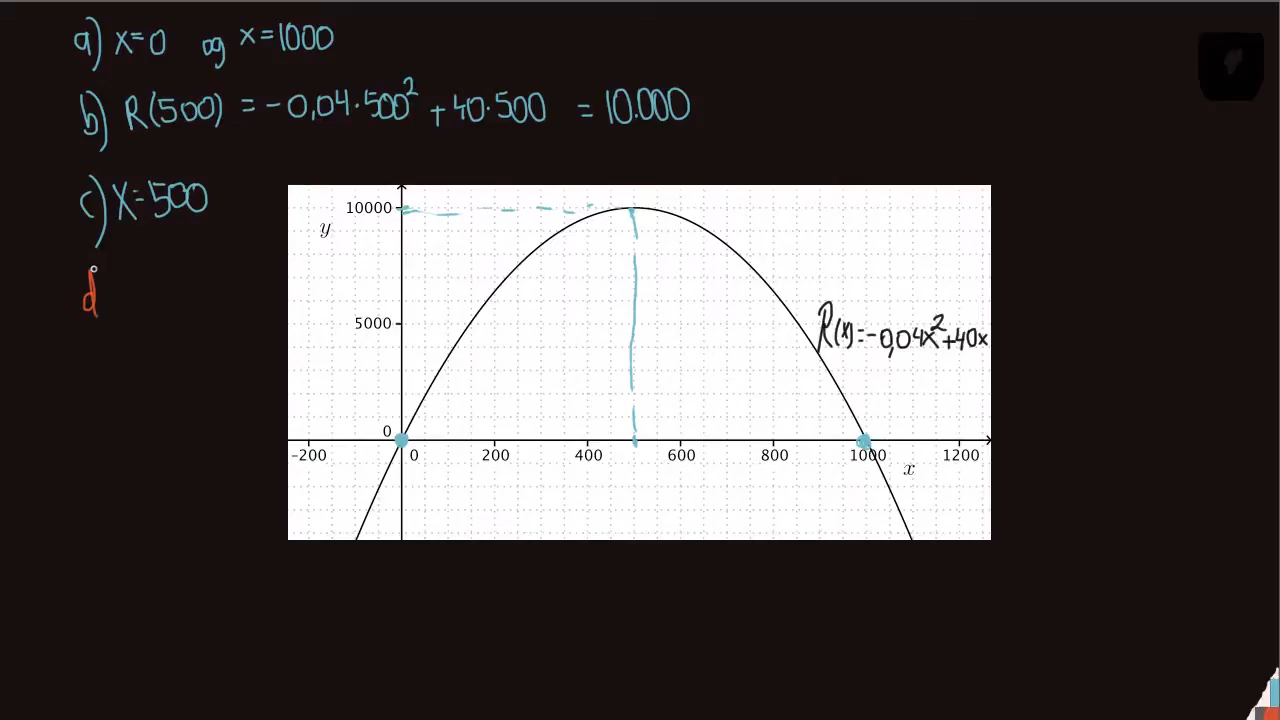 a) x=0 og x=1000
b) R(500) = -0,04·500² + 40·500 = 10.000
c) x=500
d
10000
y
5000
R(x)=-0,04x²+40x
0
-200 0 200 400 600 800 1000 1200
x